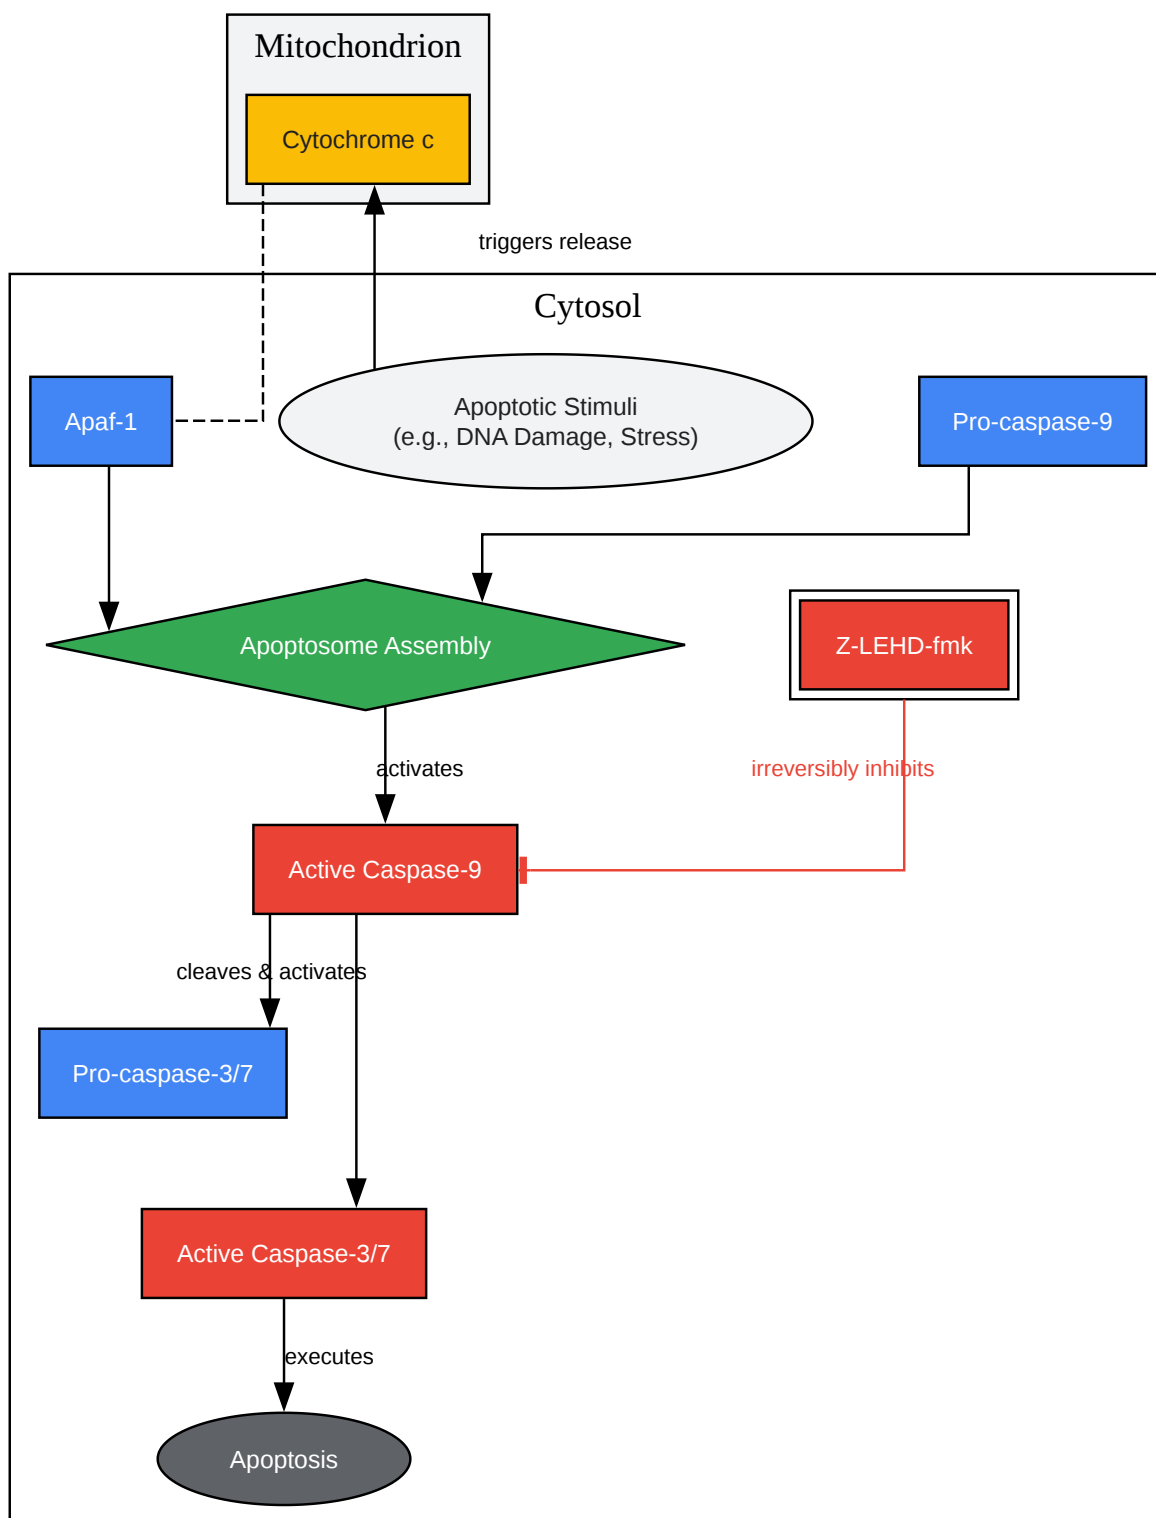 Mitochondrion
Cytochrome c
triggers release
Cytosol
Apaf-1
Apoptotic Stimuli
(e.g., DNA Damage, Stress)
Pro-caspase-9
Apoptosome Assembly
Z-LEHD-fmk
activates
irreversibly inhibits
Active Caspase-9
cleaves & activates
Pro-caspase-3/7
Active Caspase-3/7
executes
Apoptosis